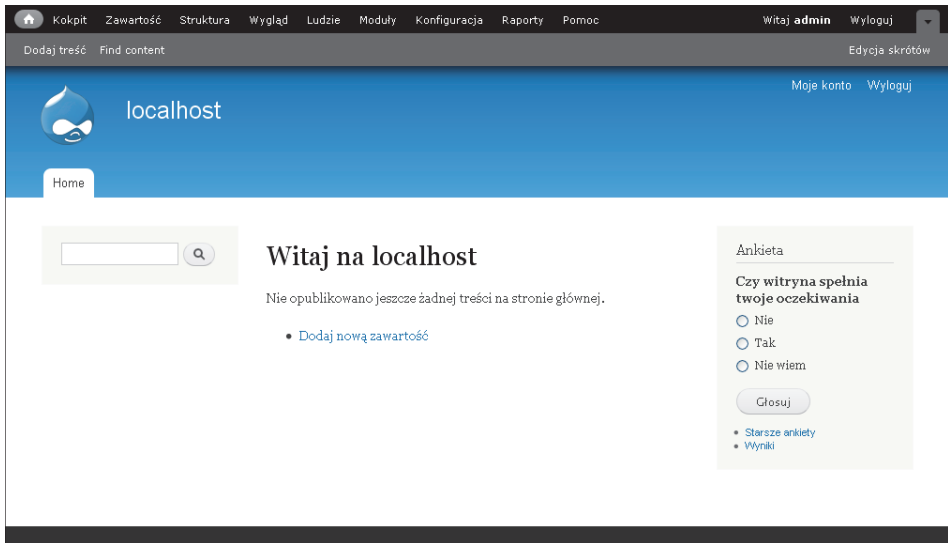 Kokpit Zawartość Struktura Wygląd Ludzie Moduły Konfiguracja Raporty Pomoc Witaj admin Wyloguj
Dodaj treść Find content Edycja skrótów
Moje konto Wyloguj
localhost
Home
Witaj na localhost
Nie opublikowano jeszcze żadnej treści na stronie głównej.
Dodaj nową zawartość
Ankieta
Czy witryna spełnia
twoje oczekiwania
Nie
Tak
Nie wiem
Głosuj
Starsze ankiety
Wyniki